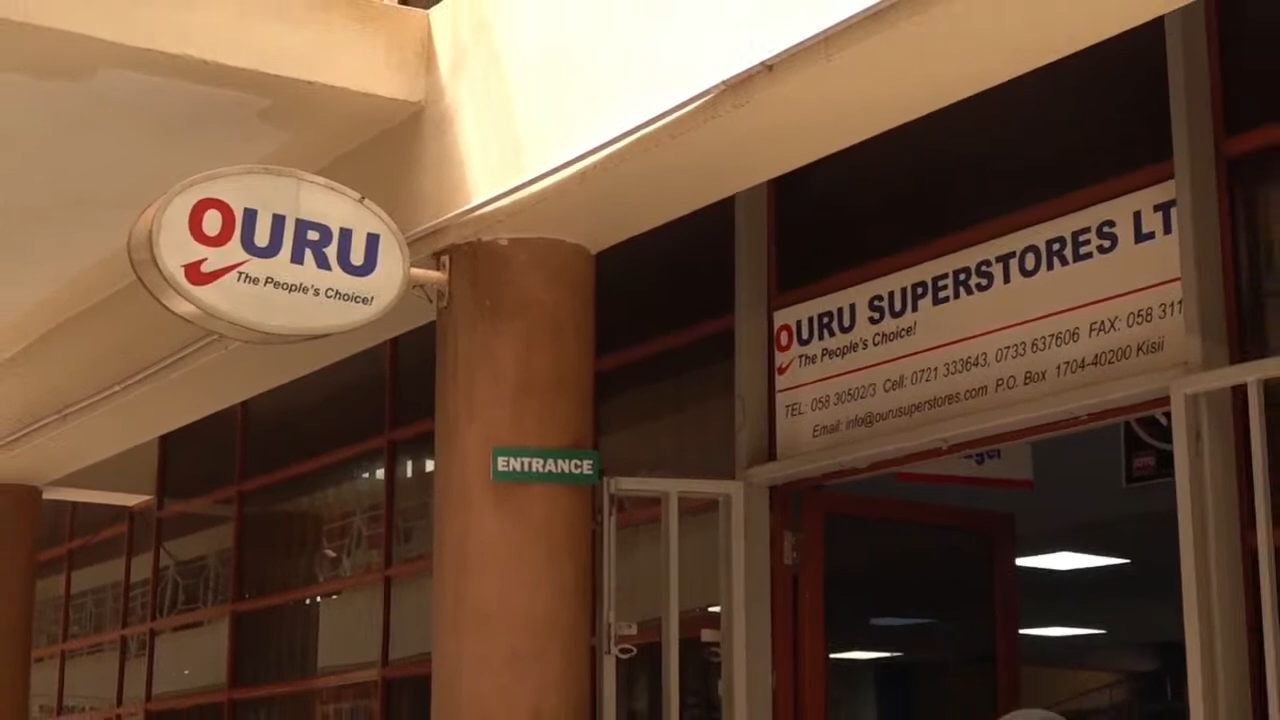 OURU
The People's Choice!
OURU SUPERSTORES LT
The People's Choice!
TEL: 058 30502/3 Cell: 0721 333643, 0733 637606 FAX: 058 311
Email: info@ourusuperstores.com P.O. Box 1704-40200 Kisii
ENTRANCE